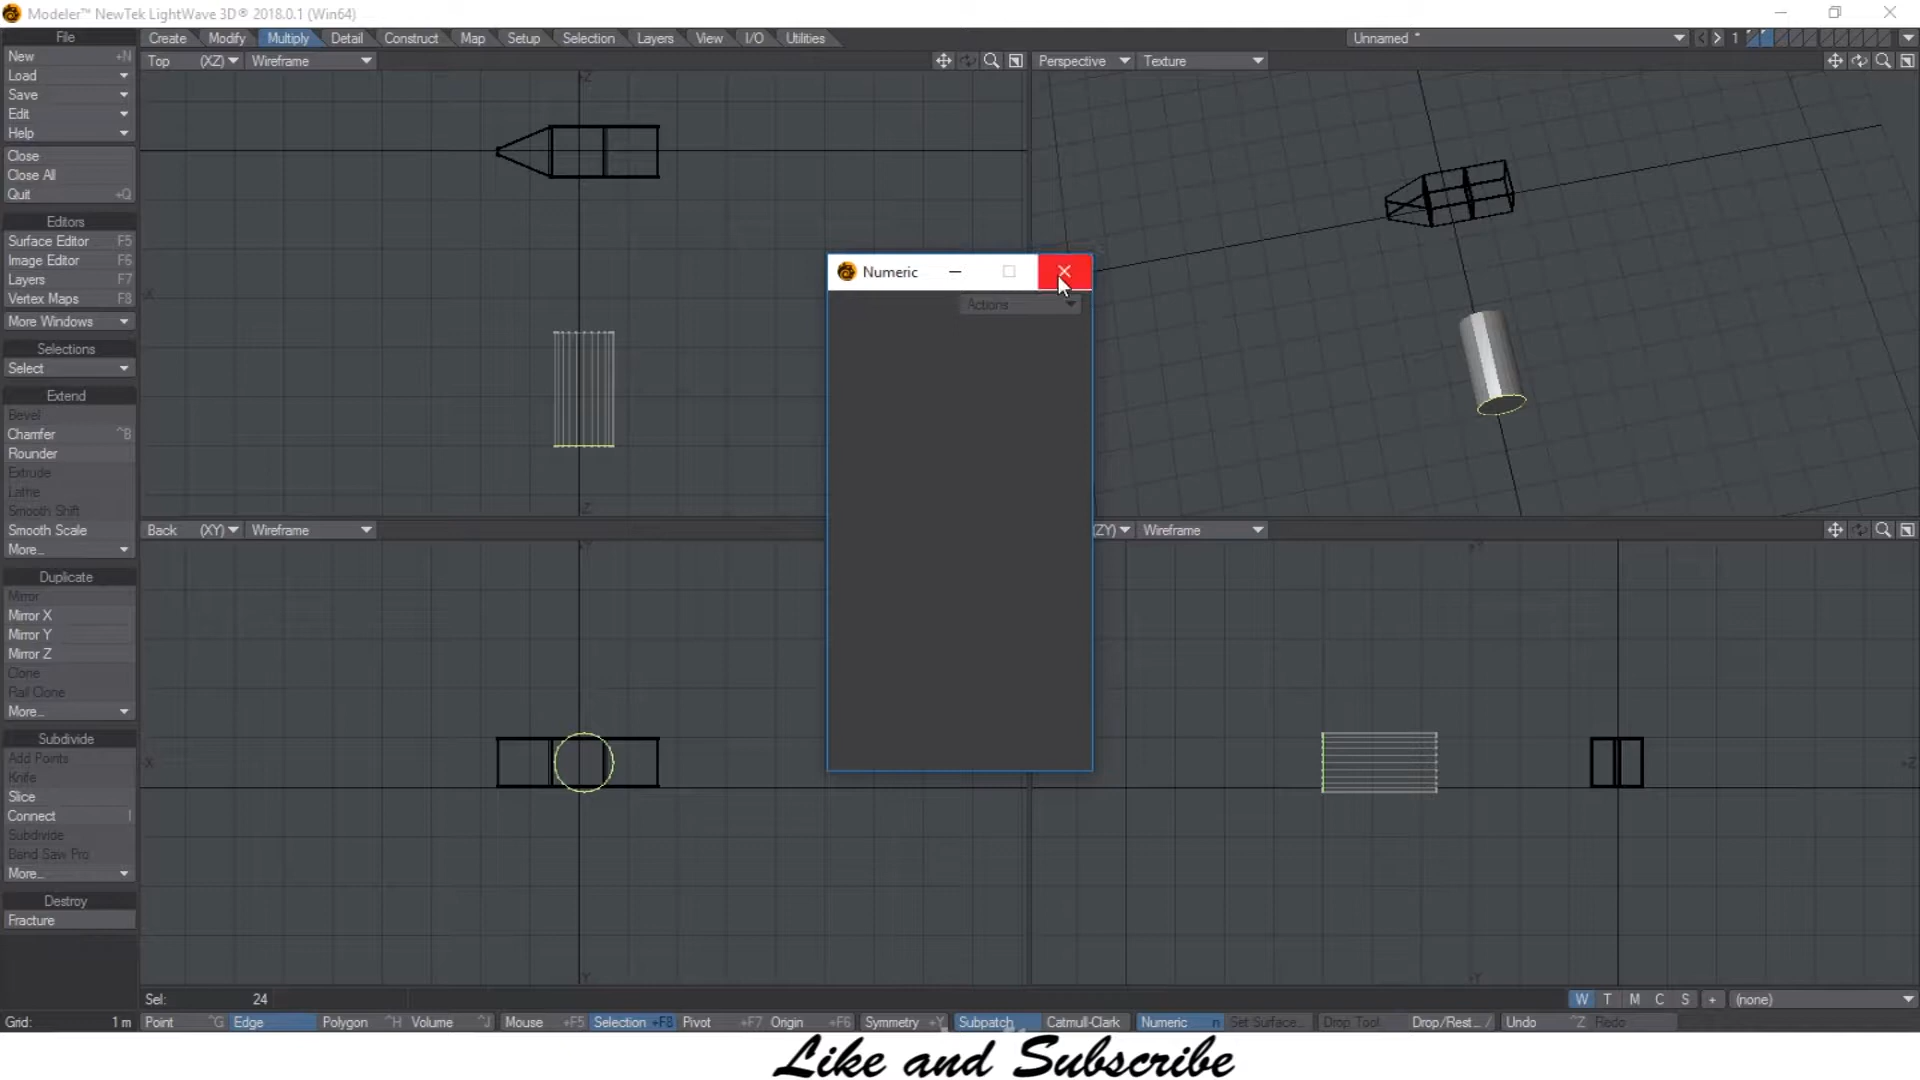 Modeler™ NewTek LightWave 3D® 2018.0.1 (Win64)
File Create Modify Multiply Detail Construct Map Setup Selection Layers View I/O Utilities Unnamed * 1
New +N
Top (XZ) Wireframe Perspective Texture
Load
Save
Edit
Help
Close
Close All
Quit +Q
Editors
Surface Editor F5
Image Editor F6
Layers F7
Vertex Maps F8
More Windows
Selections
Select
Extend
Bevel
Chamfer ^B
Rounder
Extrude
Lathe
Smooth Shift
Smooth Scale
More...
Numeric
Actions
Back (XY) Wireframe (ZY) Wireframe
Duplicate
Mirror
Mirror X
Mirror Y
Mirror Z
Clone
Rail Clone
More...
Subdivide
Add Points
Knife
Slice
Connect l
Subdivide
Band Saw Pro
More...
Destroy
Fracture
Sel: 24 W T M C S + (none)
Grid: 1 m Point ^G Edge Polygon ^H Volume ^J Mouse +F5 Selection +F8 Pivot +F7 Origin +F6 Symmetry +Y Subpatch Catmull-Clark Numeric n Set Surface... Drop Tool Drop/Rest... / Undo ^Z Redo
Like and Subscribe